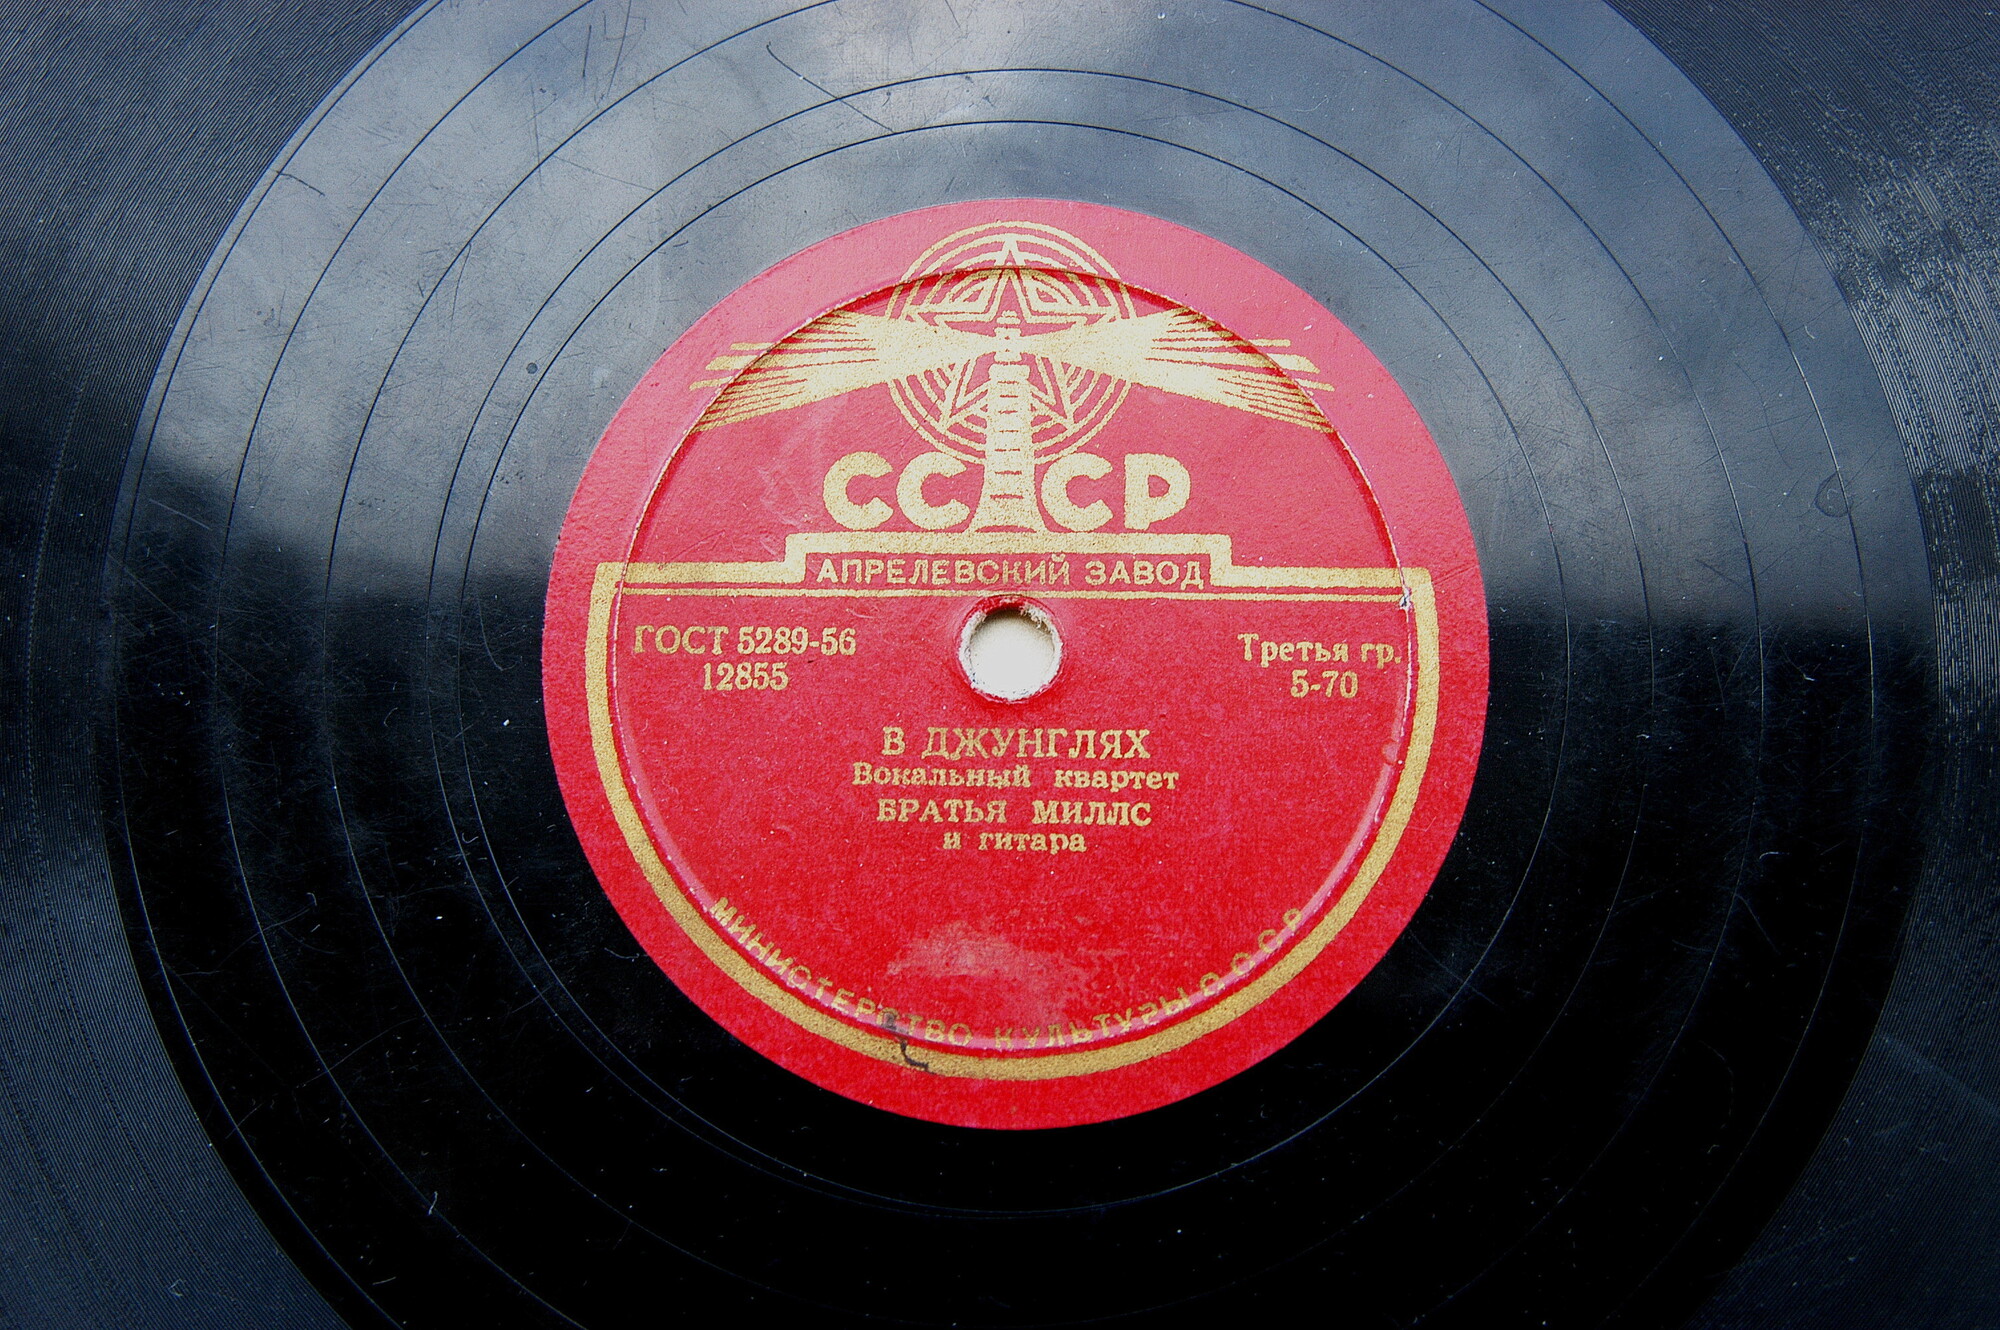 СССР
АПРЕЛЕВСКИЙ ЗАВОД
ГОСТ 5289-56
12855
Третья гр.
5-70
В ДЖУНГЛЯХ
Вокальный квартет
БРАТЬЯ МИЛЛС
и гитара
МИНИСТЕРСТВО КУЛЬТУРЫ СССР